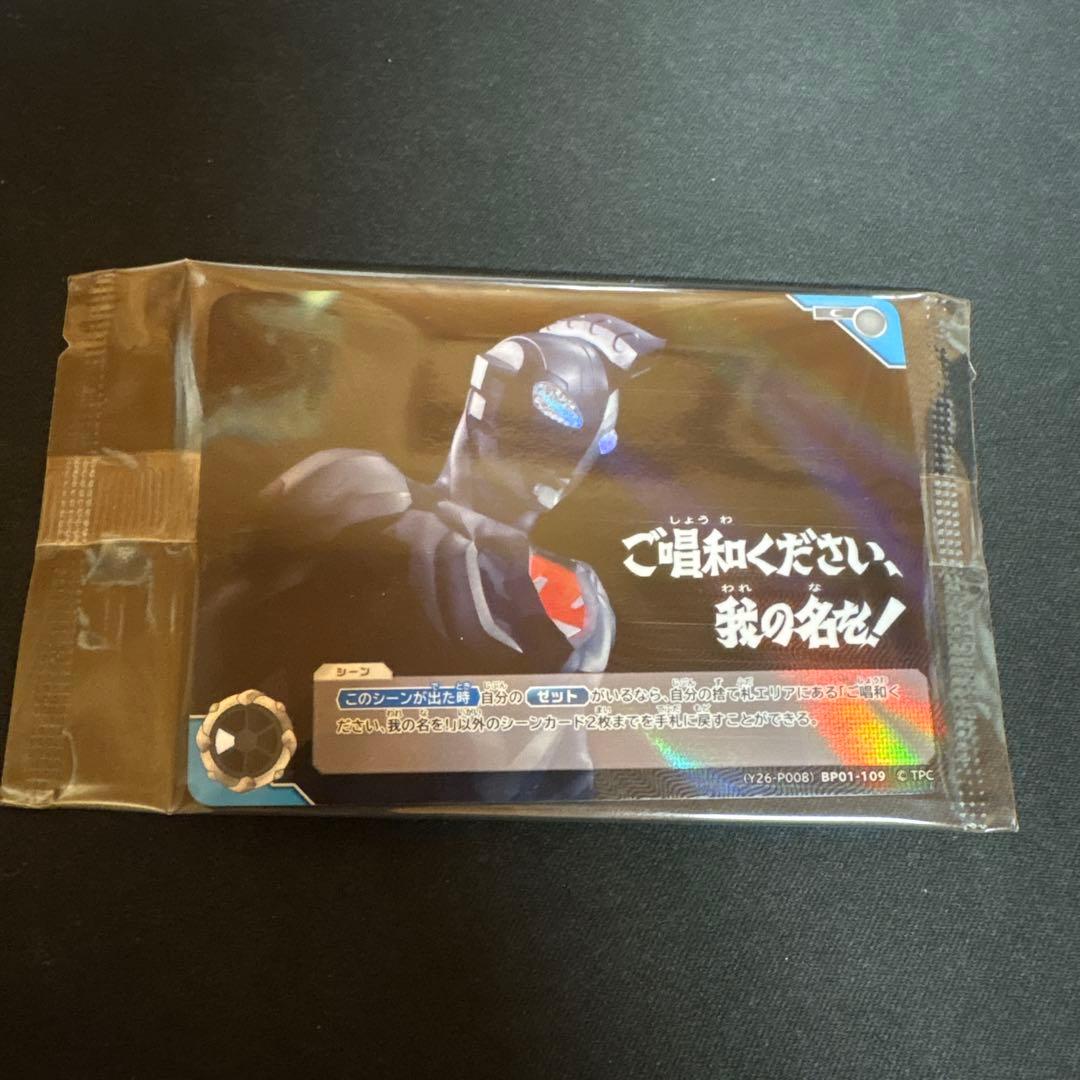 ご唱和ください、
我の名を!
シーン
このシーンが出た時 自分の ゼット がいるなら、自分の捨て札エリアにある「ご唱和く
ださい、我の名を!」以外のシーンカード2枚までを手札に戻すことができる。
(Y26-P008) BP01-109 © TPC